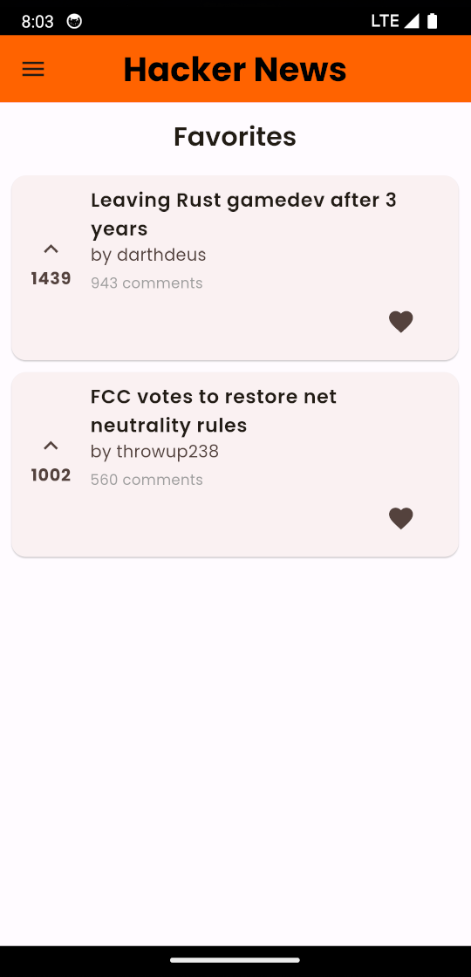 8:03
LTE
Hacker News
Favorites
Leaving Rust gamedev after 3
years
by darthdeus
1439
943 comments
FCC votes to restore net
neutrality rules
by throwup238
1002
560 comments